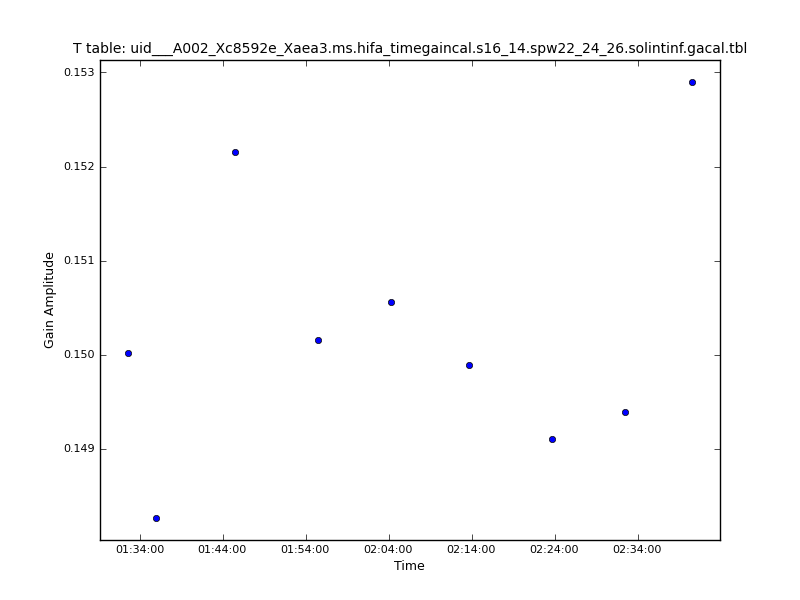 T table: uid___A002_Xc8592e_Xaea3.ms.hifa_timegaincal.s16_14.spw22_24_26.solintinf.gacal.tbl
0.153
0.152
0.151
0.150
0.149
Gain Amplitude
01:34:00 01:44:00 01:54:00 02:04:00 02:14:00 02:24:00 02:34:00
Time